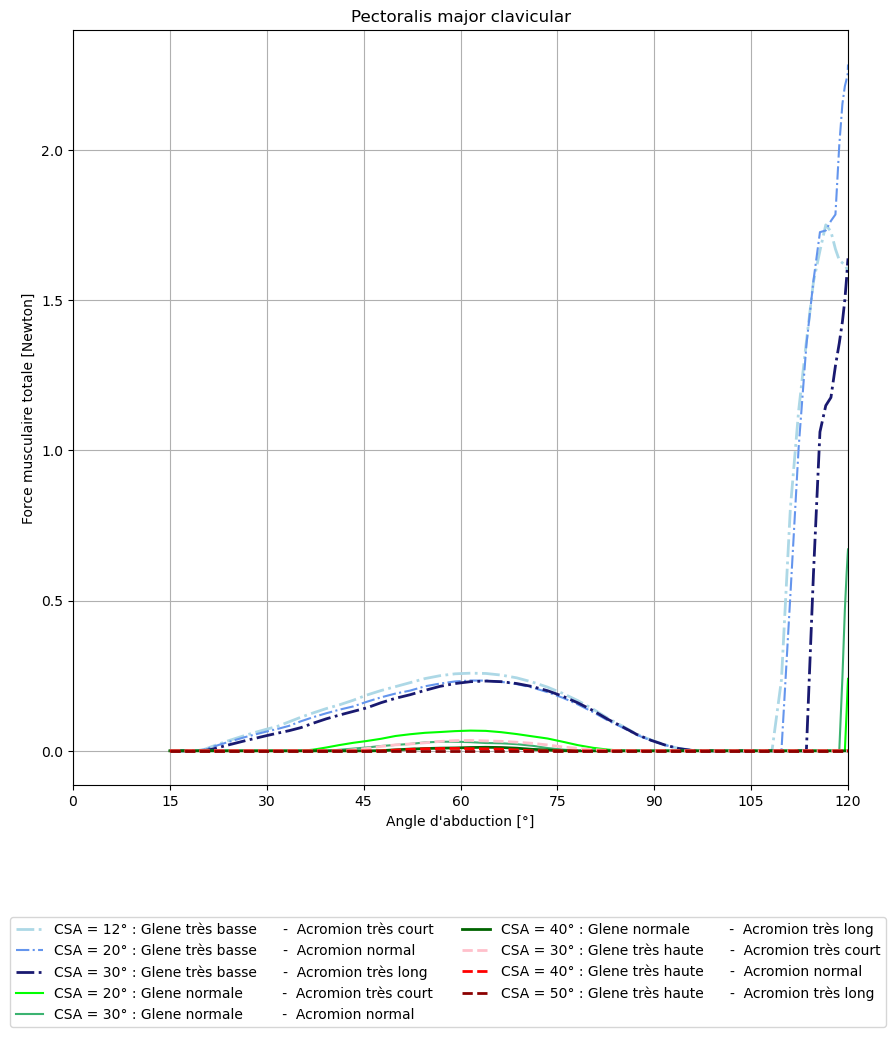 Pectoralis major clavicular
Force musculaire totale [Newton]
2.0
1.5
1.0
0.5
0.0
0 15 30 45 60 75 90 105 120
Angle d'abduction [°]
CSA = 12° : Glene très basse - Acromion très court
CSA = 20° : Glene très basse - Acromion normal
CSA = 30° : Glene très basse - Acromion très long
CSA = 20° : Glene normale - Acromion très court
CSA = 30° : Glene normale - Acromion normal
CSA = 40° : Glene normale - Acromion très long
CSA = 30° : Glene très haute - Acromion très court
CSA = 40° : Glene très haute - Acromion normal
CSA = 50° : Glene très haute - Acromion très long